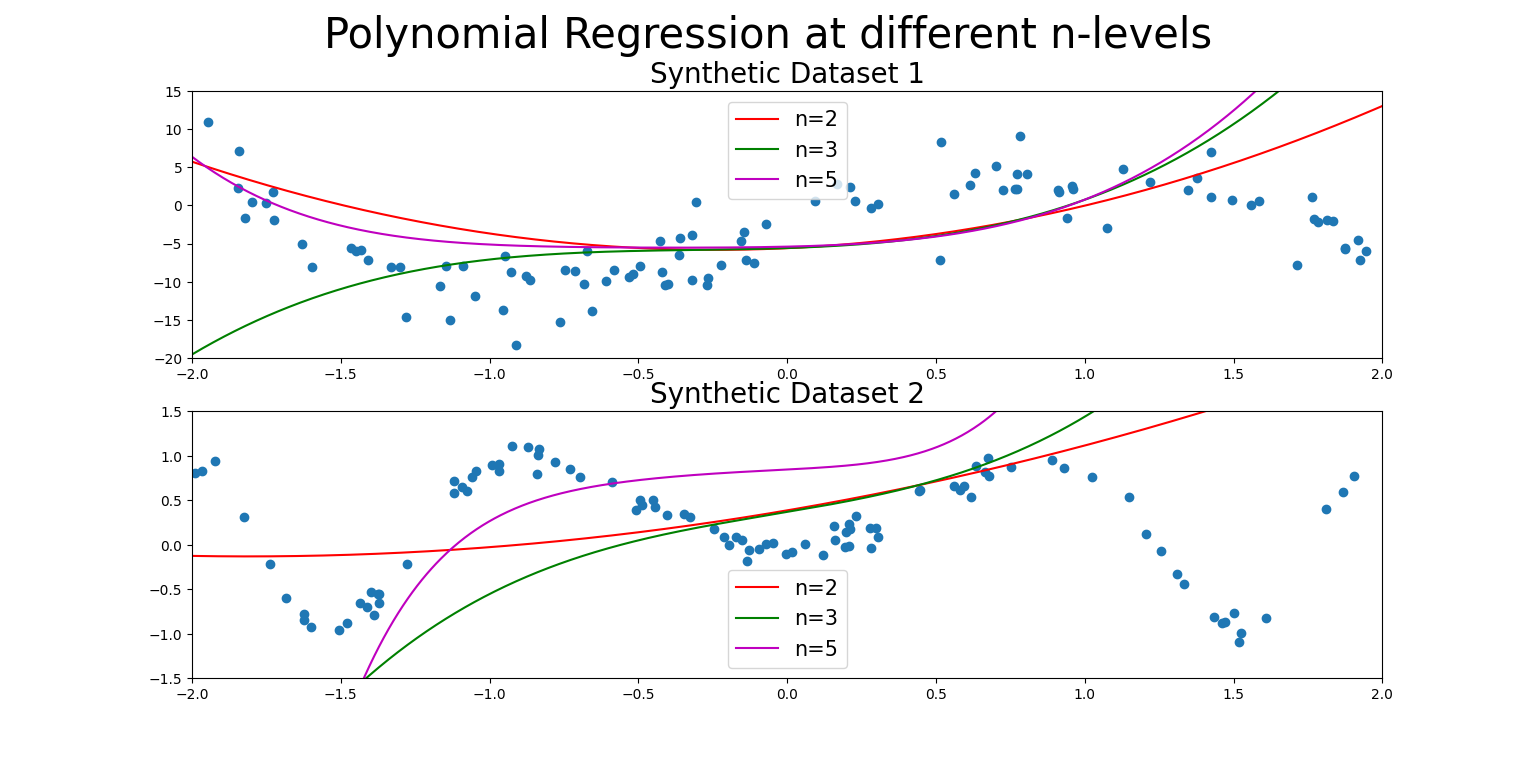 Polynomial Regression at different n-levels
Synthetic Dataset 1
15
10
5
0
−5
−10
−15
−20
n=2
n=3
n=5
−2.0 −1.5 −1.0 −0.5 0.0 0.5 1.0 1.5 2.0
Synthetic Dataset 2
1.5
1.0
0.5
0.0
−0.5
−1.0
−1.5
n=2
n=3
n=5
−2.0 −1.5 −1.0 −0.5 0.0 0.5 1.0 1.5 2.0